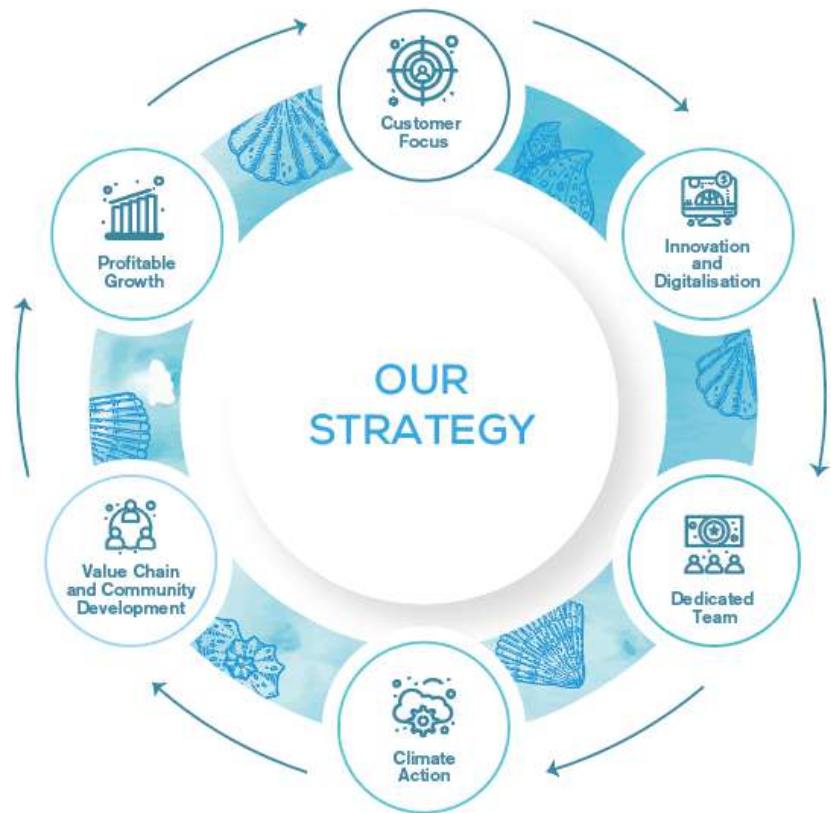 Customer
Focus
Innovation
and
Digitalisation
Dedicated
Team
Climate
Action
Value Chain
and Community
Development
Profitable
Growth
OUR
STRATEGY